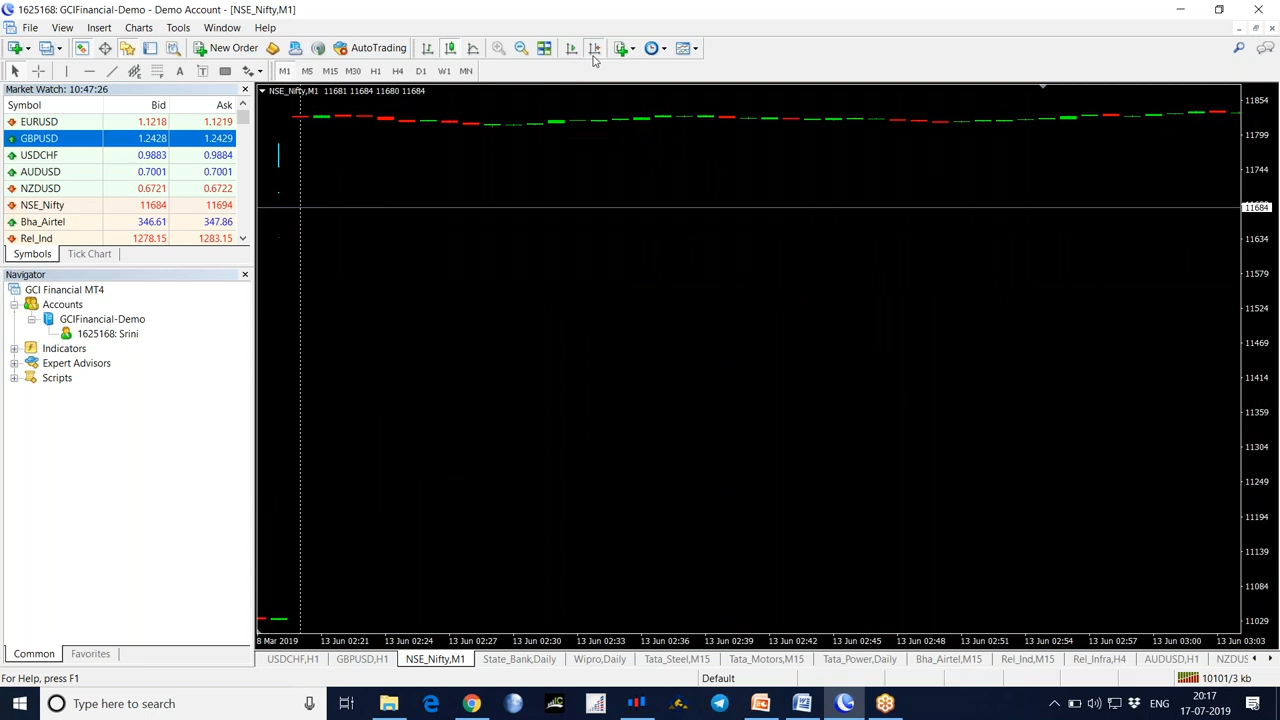 1625168: GCIFinancial-Demo - Demo Account - [NSE_Nifty,M1]
File View Insert Charts Tools Window Help
New Order AutoTrading
A T M1 M5 M15 M30 H1 H4 D1 W1 MN
Market Watch: 10:47:26
Symbol Bid Ask
EURUSD 1.1218 1.1219
GBPUSD 1.2428 1.2429
USDCHF 0.9883 0.9884
AUDUSD 0.7001 0.7001
NZDUSD 0.6721 0.6722
NSE_Nifty 11684 11694
Bha_Airtel 346.61 347.86
Rel_Ind 1278.15 1283.15
Symbols Tick Chart
Navigator
GCI Financial MT4
Accounts
GCIFinancial-Demo
1625168: Srini
Indicators
Expert Advisors
Scripts
Common Favorites
NSE_Nifty,M1 11681 11684 11680 11684
11854
11799
11744
11684
11634
11579
11524
11469
11414
11359
11304
11249
11194
11139
11084
11029
8 Mar 2019 13 Jun 02:21 13 Jun 02:24 13 Jun 02:27 13 Jun 02:30 13 Jun 02:33 13 Jun 02:36 13 Jun 02:39 13 Jun 02:42 13 Jun 02:45 13 Jun 02:48 13 Jun 02:51 13 Jun 02:54 13 Jun 02:57 13 Jun 03:00 13 Jun 03:03
USDCHF,H1 GBPUSD,H1 NSE_Nifty,M1 State_Bank,Daily Wipro,Daily Tata_Steel,M15 Tata_Motors,M15 Tata_Power,Daily Bha_Airtel,M15 Rel_Ind,M15 Rel_Infra,H4 AUDUSD,H1 NZDUS
For Help, press F1 Default 10101/3 kb
Type here to search ENG 20:17
17-07-2019